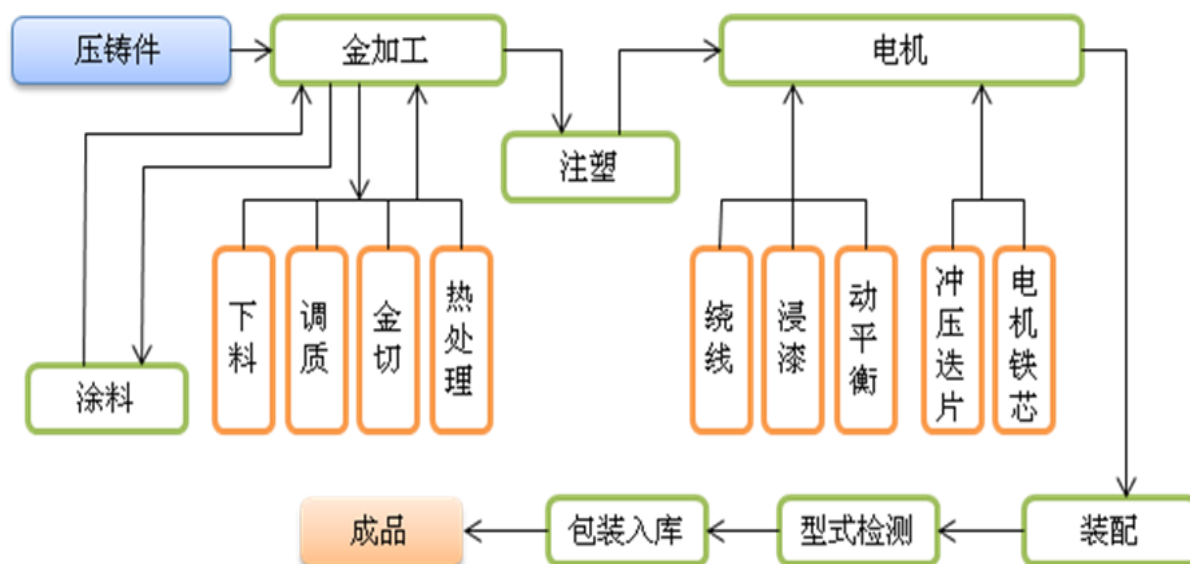 压铸件
金加工
电机
注塑
下料
调质
金切
热处理
绕线
浸漆
动平衡
冲压迭片
电机铁芯
涂料
成品
包装入库
型式检测
装配